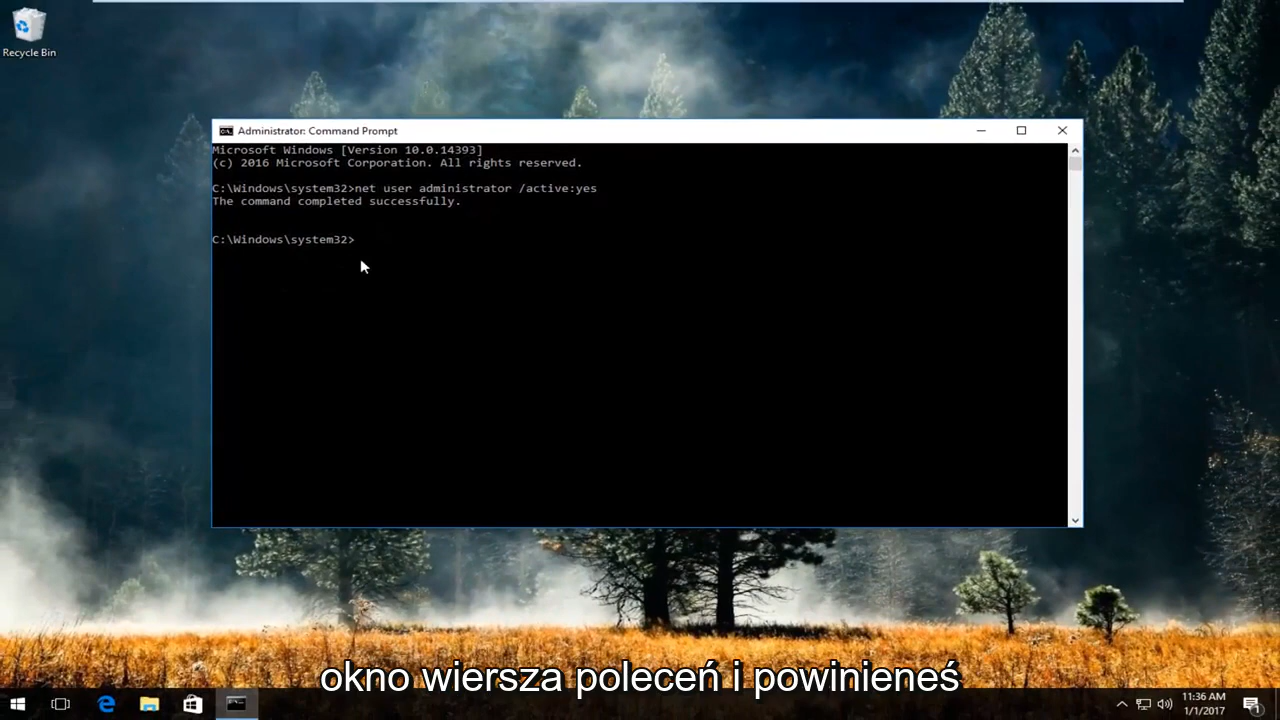 Recycle Bin
Administrator: Command Prompt
Microsoft Windows [Version 10.0.14393]
(c) 2016 Microsoft Corporation. All rights reserved.
C:\Windows\system32>net user administrator /active:yes
The command completed successfully.
C:\Windows\system32>
okno wiersza poleceń i powinieneś
11:36 AM
1/1/2017
1